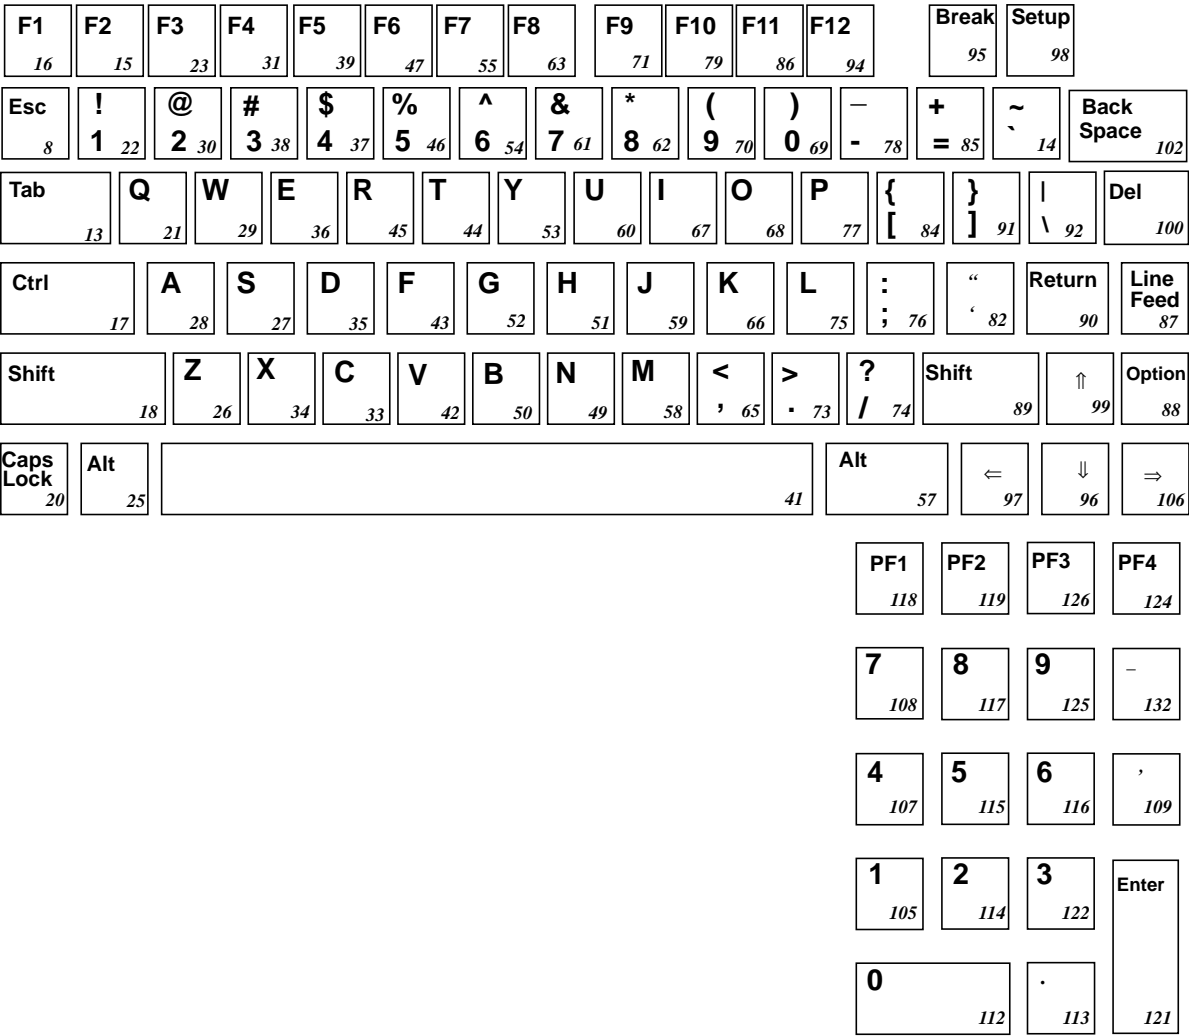 F1 F2 F3 F4 F5 F6 F7 F8 F9 F10 F11 F12 Break Setup
16 15 23 31 39 47 55 63 71 79 86 94 95 98
Esc ! @ # $ % ^ & * ( ) _ + ~ Back
1 2 3 4 5 6 7 8 9 0 - = ` Space
8 22 30 38 37 46 54 61 62 70 69 78 85 14 102
Tab Q W E R T Y U I O P { } | Del
[ ] \
13 21 29 36 45 44 53 60 67 68 77 84 91 92 100
Ctrl A S D F G H J K L : “ Return Line
; ‘ Feed
17 28 27 35 43 52 51 59 66 75 76 82 90 87
Shift Z X C V B N M < > ? Shift ⇑ Option
, . /
18 26 34 33 42 50 49 58 65 73 74 89 99 88
Caps Alt Alt ⇐ ⇓ ⇒
Lock
20 25 41 57 97 96 106
PF1 PF2 PF3 PF4
118 119 126 124
7 8 9 –
108 117 125 132
4 5 6 ,
107 115 116 109
1 2 3 Enter
105 114 122
0 .
112 113 121